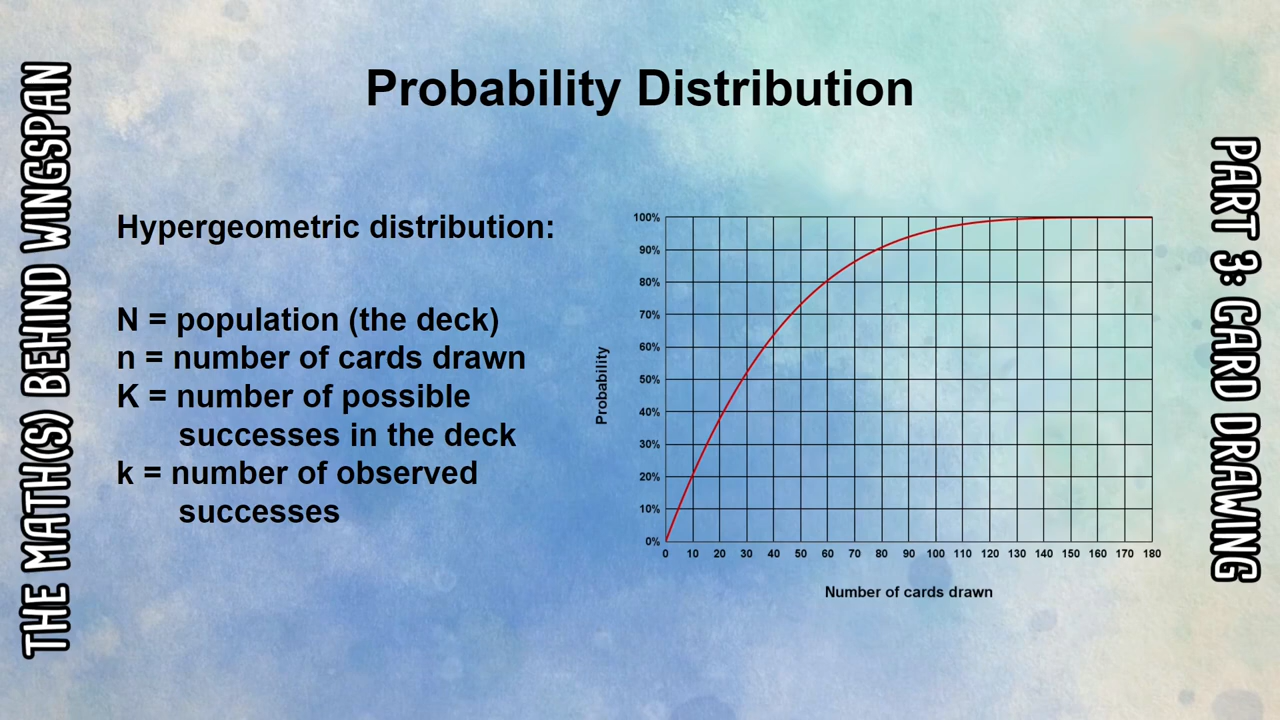 Probability Distribution
THE MATH(S) BEHIND WINGSPAN
Hypergeometric distribution:
N = population (the deck)
n = number of cards drawn
K = number of possible
successes in the deck
k = number of observed
successes
Probability
100%
90%
80%
70%
60%
50%
40%
30%
20%
10%
0%
0 10 20 30 40 50 60 70 80 90 100 110 120 130 140 150 160 170 180
Number of cards drawn
PART 3: CARD DRAWING